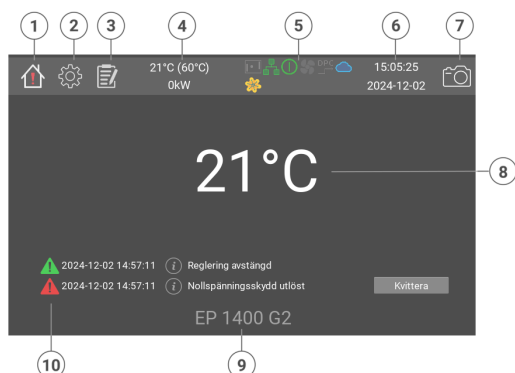 1 2 3 4 5 6 7
21°C (60°C)
0kW
DPC
15:05:25
2024-12-02
21°C
8
2024-12-02 14:57:11 i Reglering avstängd
2024-12-02 14:57:11 i Nollspänningsskydd utlöst
Kvittera
EP 1400 G2
10 9